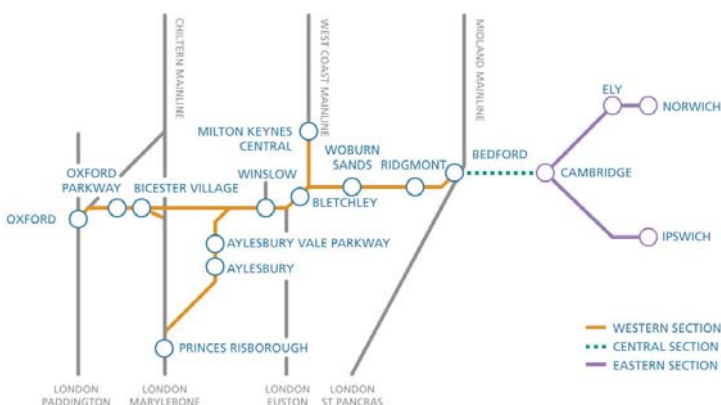 CHILTERN MAINLINE
WEST COAST MAINLINE
MIDLAND MAINLINE
ELY
NORWICH
MILTON KEYNES
CENTRAL
WOBURN
SANDS
RIDGMONT
BEDFORD
OXFORD
PARKWAY
BICESTER VILLAGE
WINSLOW
CAMBRIDGE
BLETCHLEY
OXFORD
AYLESBURY VALE PARKWAY
IPSWICH
AYLESBURY
WESTERN SECTION
PRINCES RISBOROUGH
CENTRAL SECTION
EASTERN SECTION
LONDON
PADDINGTON
LONDON
MARYLEBONE
LONDON
EUSTON
LONDON
ST PANCRAS